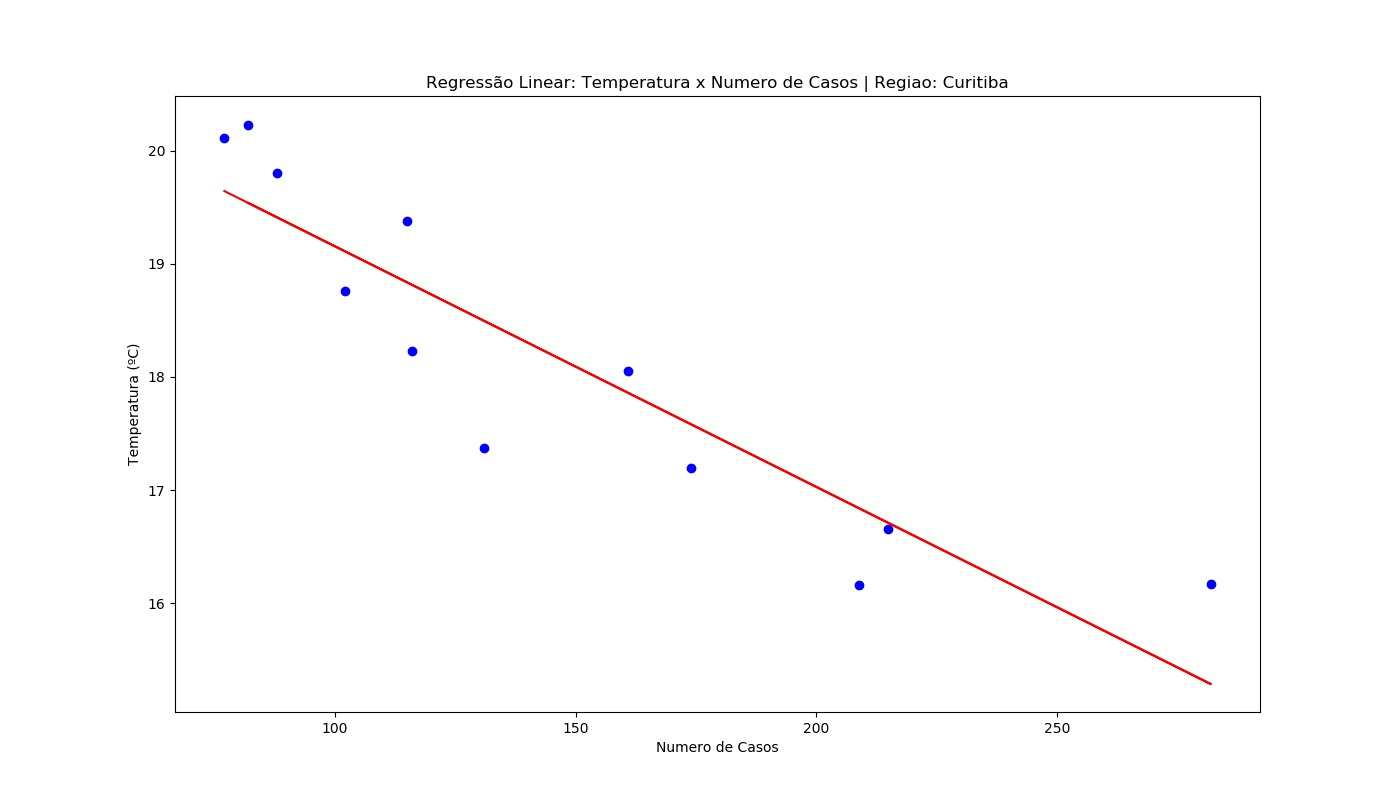 Regressão Linear: Temperatura x Numero de Casos | Regiao: Curitiba
Temperatura (ºC)
20
19
18
17
16
100 150 200 250
Numero de Casos